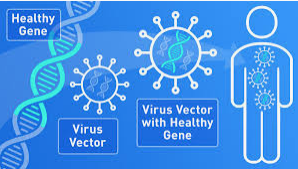 Healthy
Gene
Virus
Vector
Virus Vector
with Healthy
Gene